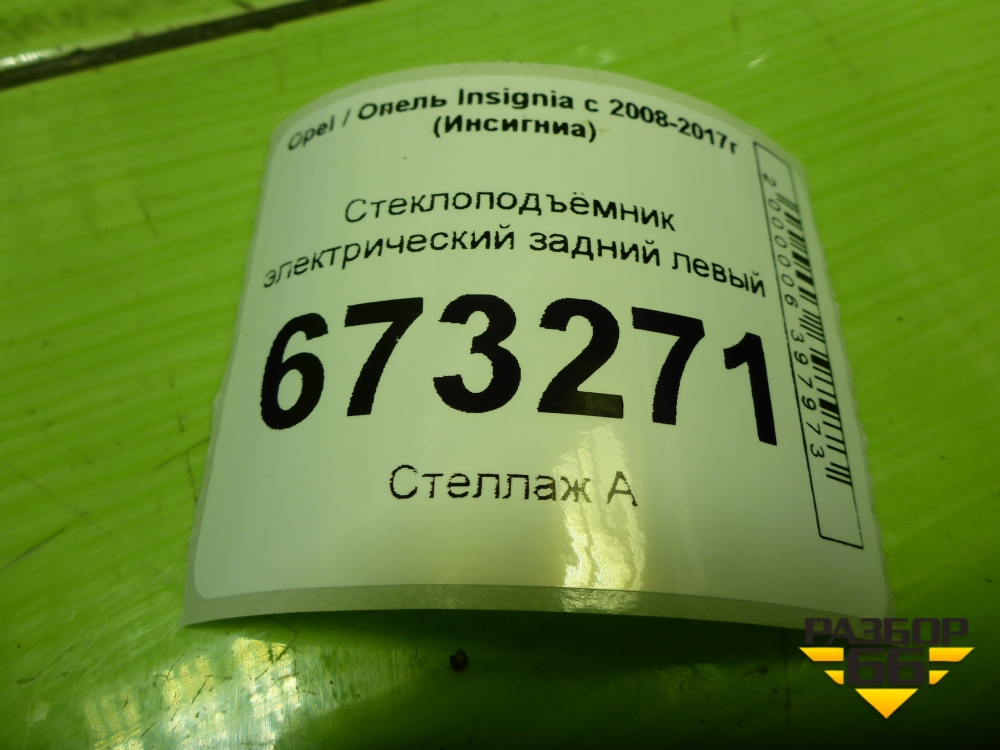 Opel / Опель Insignia с 2008-2017г
(Инсигниа)
Стеклоподъёмник
электрический задний левый
673271
Стеллаж А
2000006397973
РАЗБОР
66